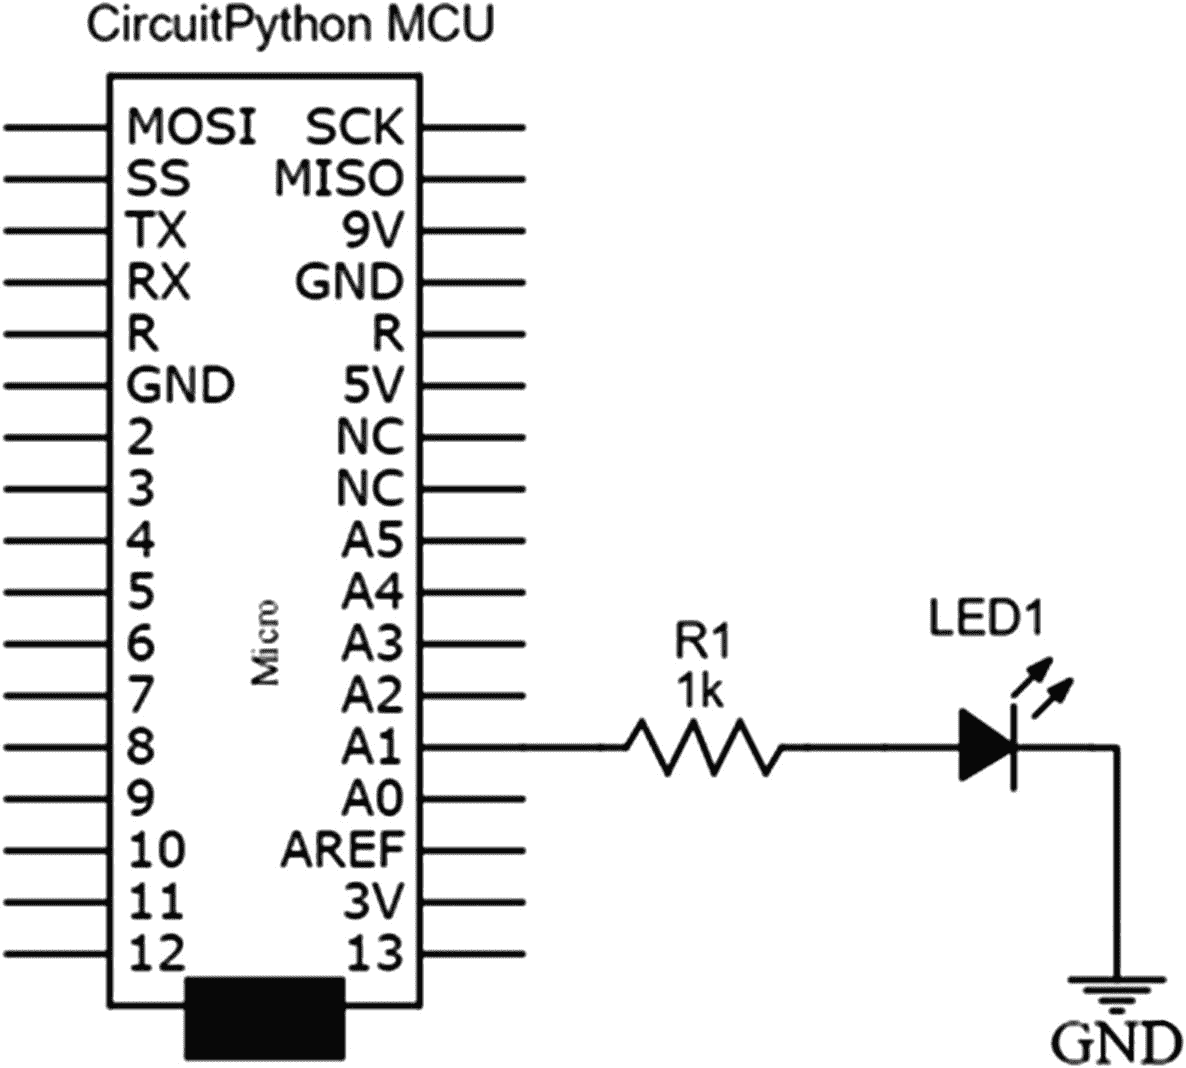 CircuitPython MCU
MOSI SCK
SS MISO
TX 9V
RX GND
R R
GND 5V
2 NC
3 NC
4 A5
5 A4
6 A3
7 A2
8 A1
9 A0
10 AREF
11 3V
12 13
Micro
R1
1k
LED1
GND